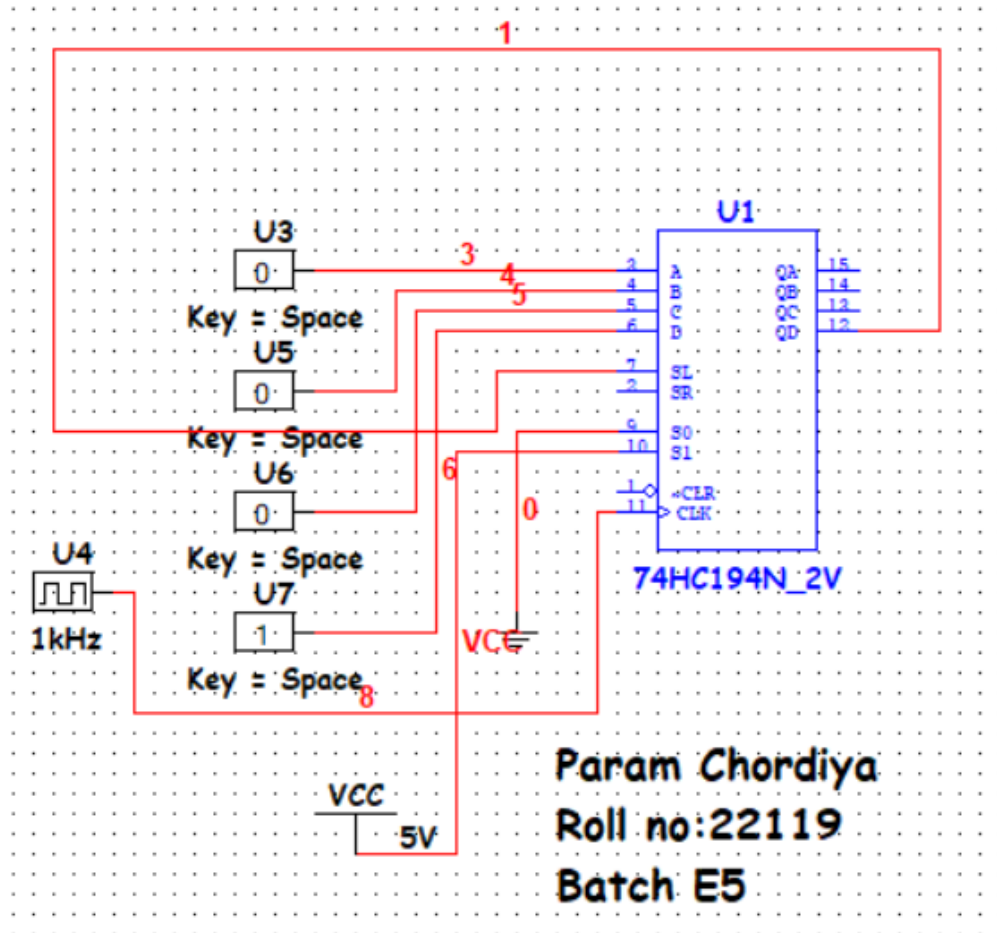 1
U1
U3
0
Key = Space
3
4
5
U5
0
Key = Space
U6
0
Key = Space
6
0
U4
1kHz
U7
1
Key = Space
VCC
8
3 A QA 15
4 B QB 14
5 C QC 13
6 D QD 12
7 SL
2 SR
9 S0
10 S1
1 ~CLR
11 CLK
74HC194N_2V
VCC
5V
Param Chordiya
Roll no:22119
Batch E5